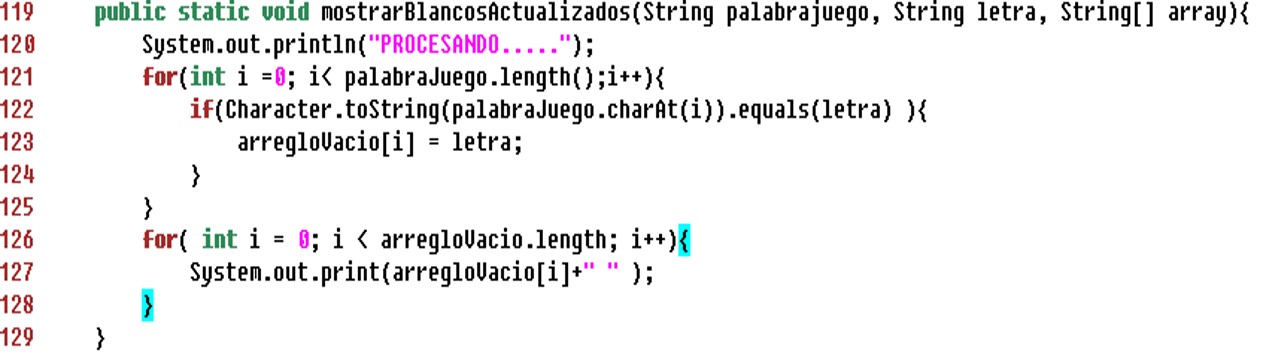 119 public static void mostrarBlancosActualizados(String palabrajuego, String letra, String[] array){
120 System.out.println("PROCESANDO.....");
121 for(int i =0; i< palabraJuego.length();i++){
122 if(Character.toString(palabraJuego.charAt(i)).equals(letra) ){
123 arregloVacio[i] = letra;
124 }
125 }
126 for( int i = 0; i < arregloVacio.length; i++){
127 System.out.print(arregloVacio[i]+" " );
128 }
129 }